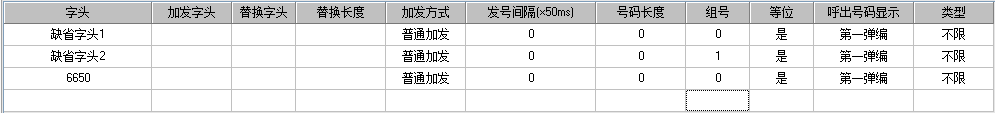 字头 加发字头 替换字头 替换长度 加发方式 发号间隔(×50ms) 号码长度 组号 等位 呼出号码显示 类型
缺省字头1 普通加发 0 0 0 是 第一弹编 不限
缺省字头2 普通加发 0 0 1 是 第一弹编 不限
6650 普通加发 0 0 0 是 第一弹编 不限